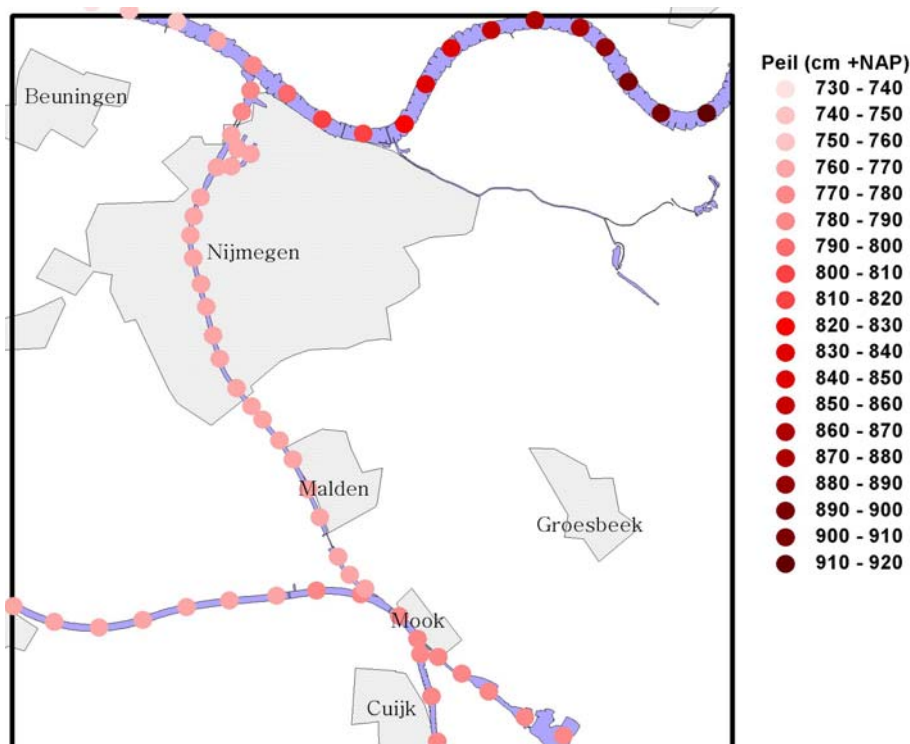 Beuningen
Nijmegen
Malden
Groesbeek
Mook
Cuijk
Peil (cm +NAP)
730 - 740
740 - 750
750 - 760
760 - 770
770 - 780
780 - 790
790 - 800
800 - 810
810 - 820
820 - 830
830 - 840
840 - 850
850 - 860
860 - 870
870 - 880
880 - 890
890 - 900
900 - 910
910 - 920